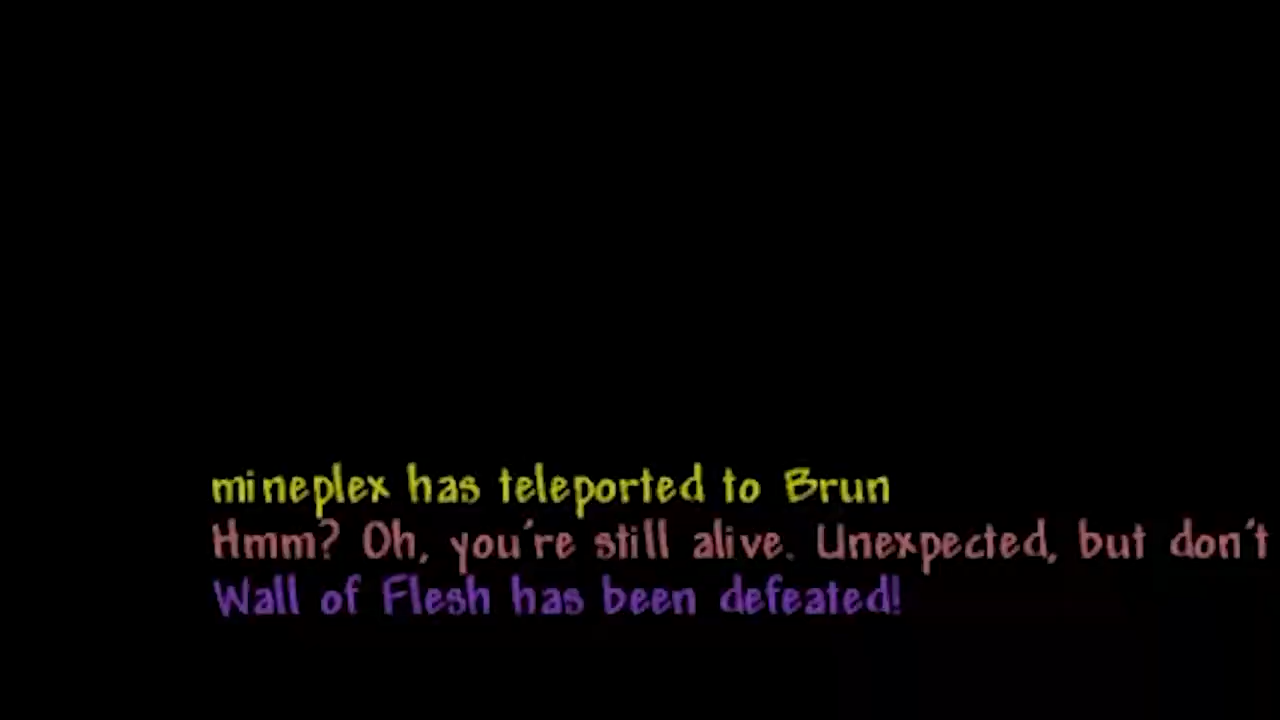 mineplex has teleported to Brun
Hmm? Oh, you're still alive. Unexpected, but don't
Wall of Flesh has been defeated!